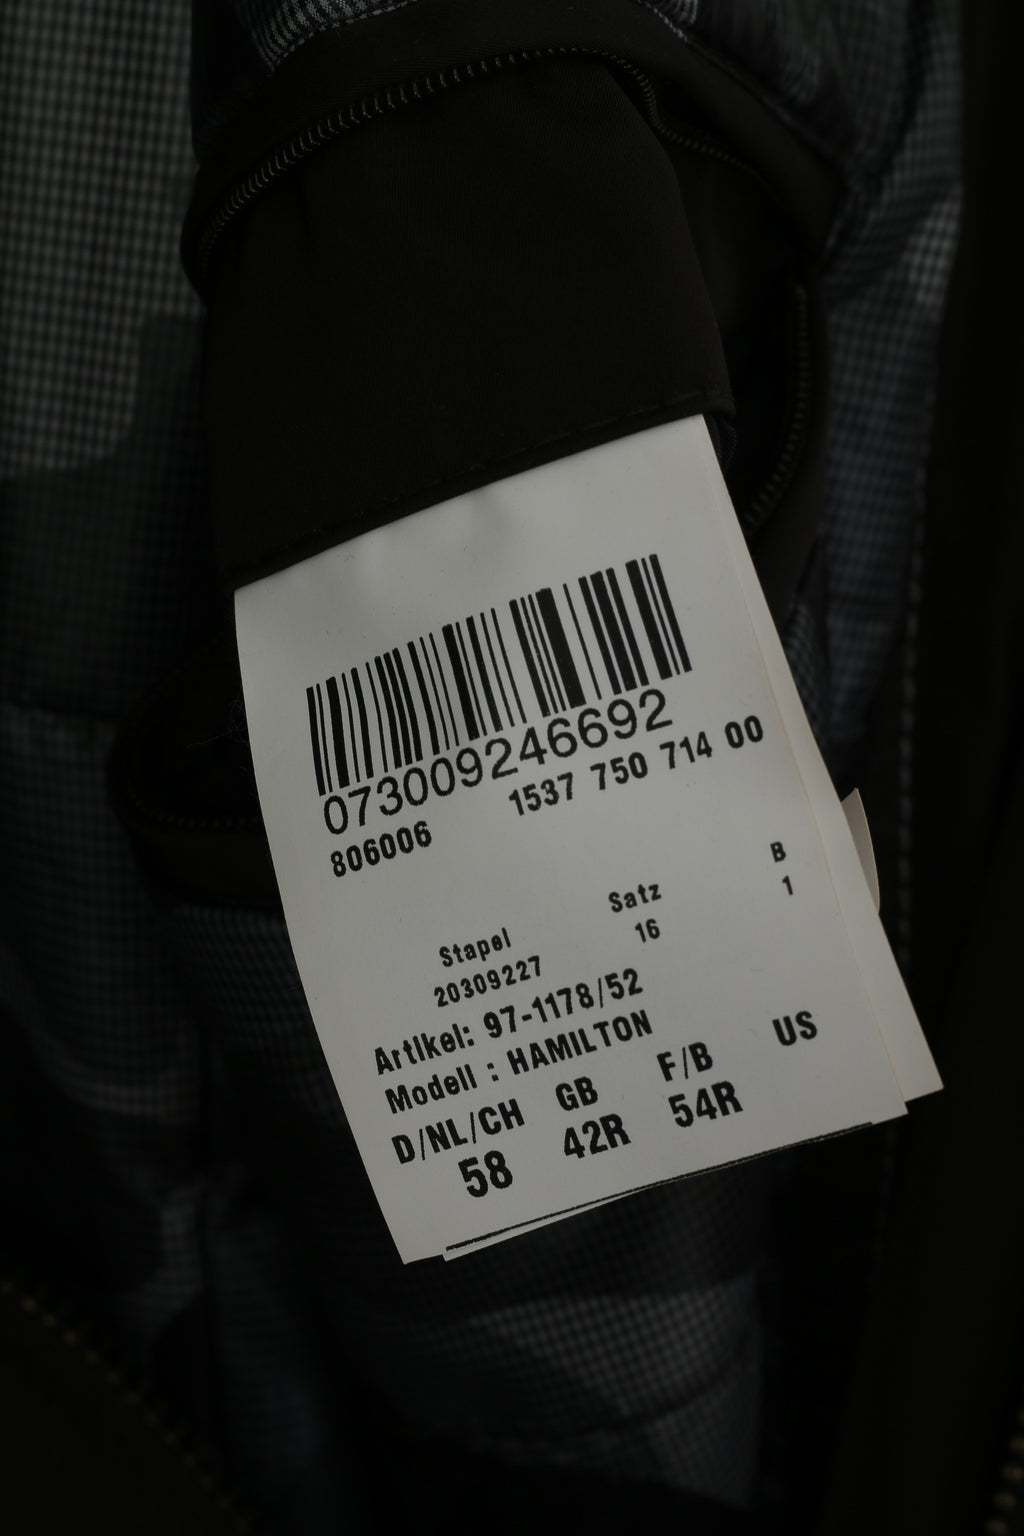 073009246692
806006 1537 750 714 00
Stapel Satz B
20309227 16 1
Artikel: 97-1178/52
Modell : HAMILTON
D/NL/CH GB F/B US
58 42R 54R